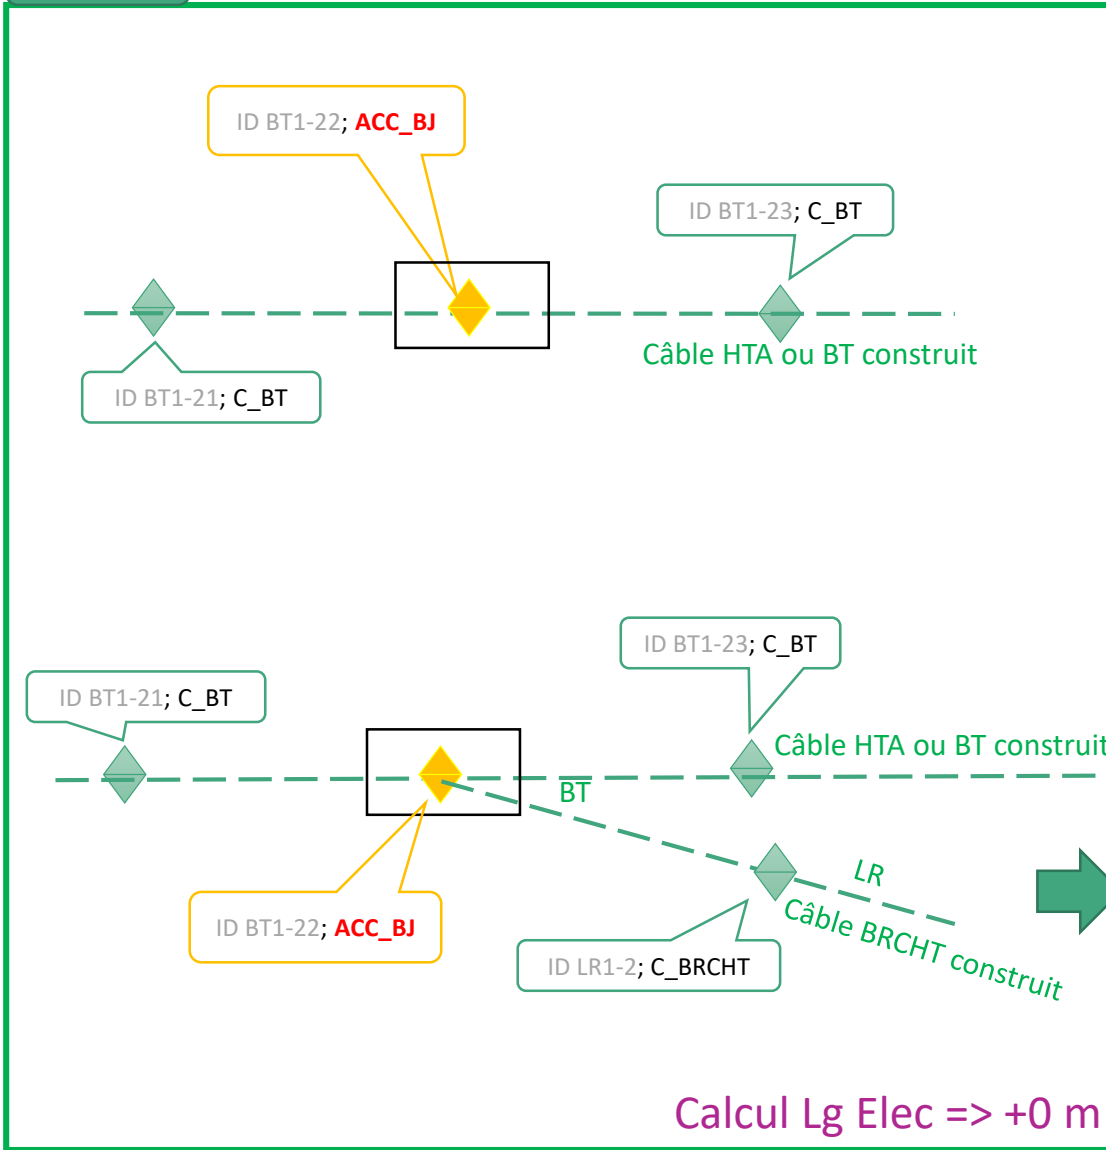 ID BT1-22; ACC_BJ
ID BT1-23; C_BT
Câble HTA ou BT construit
ID BT1-21; C_BT
ID BT1-23; C_BT
ID BT1-21; C_BT
Câble HTA ou BT construit
BT
LR
Câble BRCHT construit
ID BT1-22; ACC_BJ
ID LR1-2; C_BRCHT
Calcul Lg Elec => +0 m